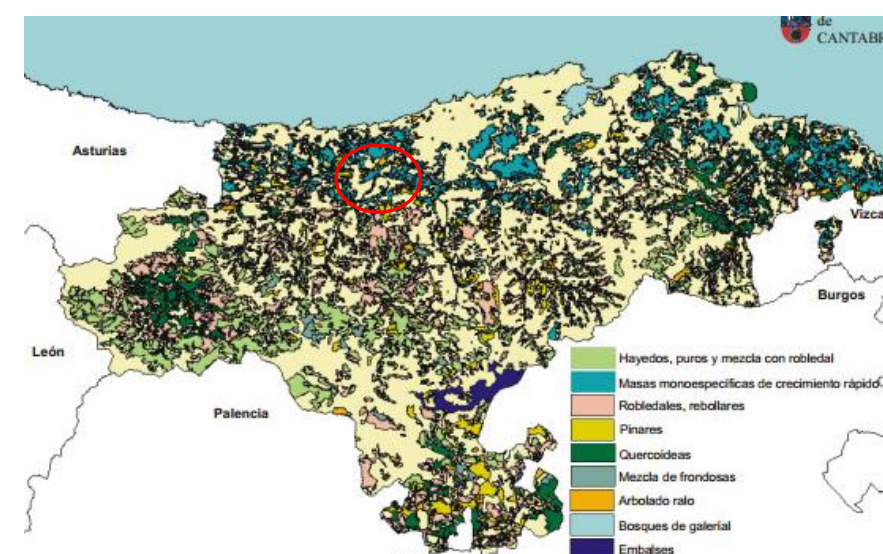 de
CANTABR
Asturias
Vizca
Burgos
León
Palencia
Hayedos, puros y mezcla con robledal
Masas monoespecíficas de crecimiento rápido
Robledales, rebollares
Pinares
Quercoideas
Mezcla de frondosas
Arbolado ralo
Bosques de galerial
Embalses